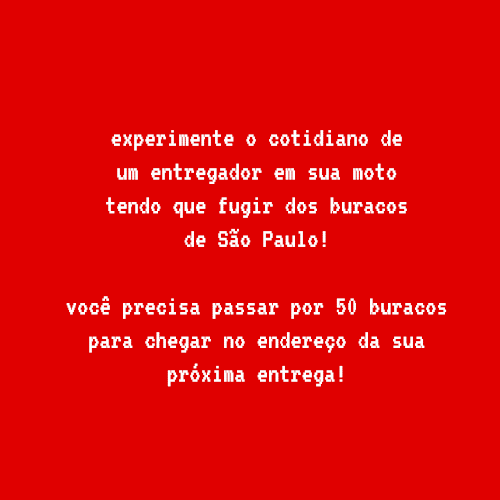 experimente o cotidiano de
um entregador em sua moto
tendo que fugir dos buracos
de São Paulo!
você precisa passar por 50 buracos
para chegar no endereço da sua
próxima entrega!